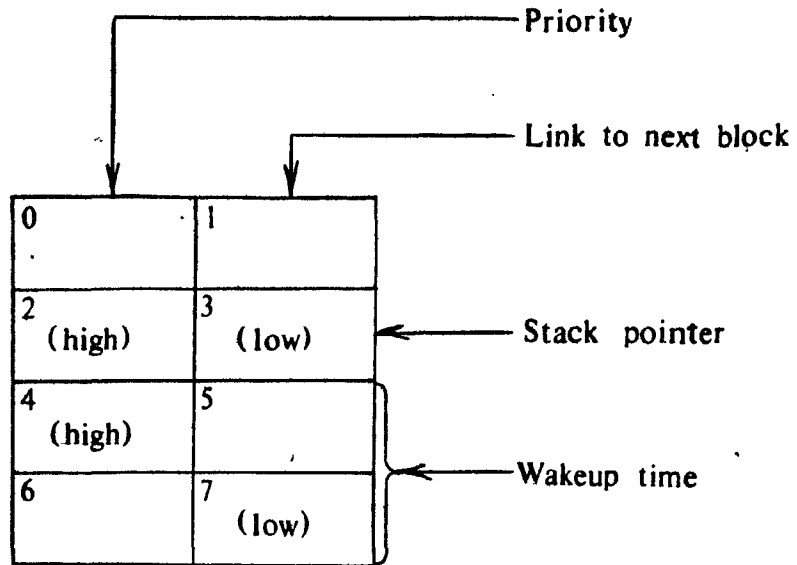 Priority
Link to next block
0 1
2 (high) 3 (low)
Stack pointer
4 (high) 5
Wakeup time
6 7 (low)